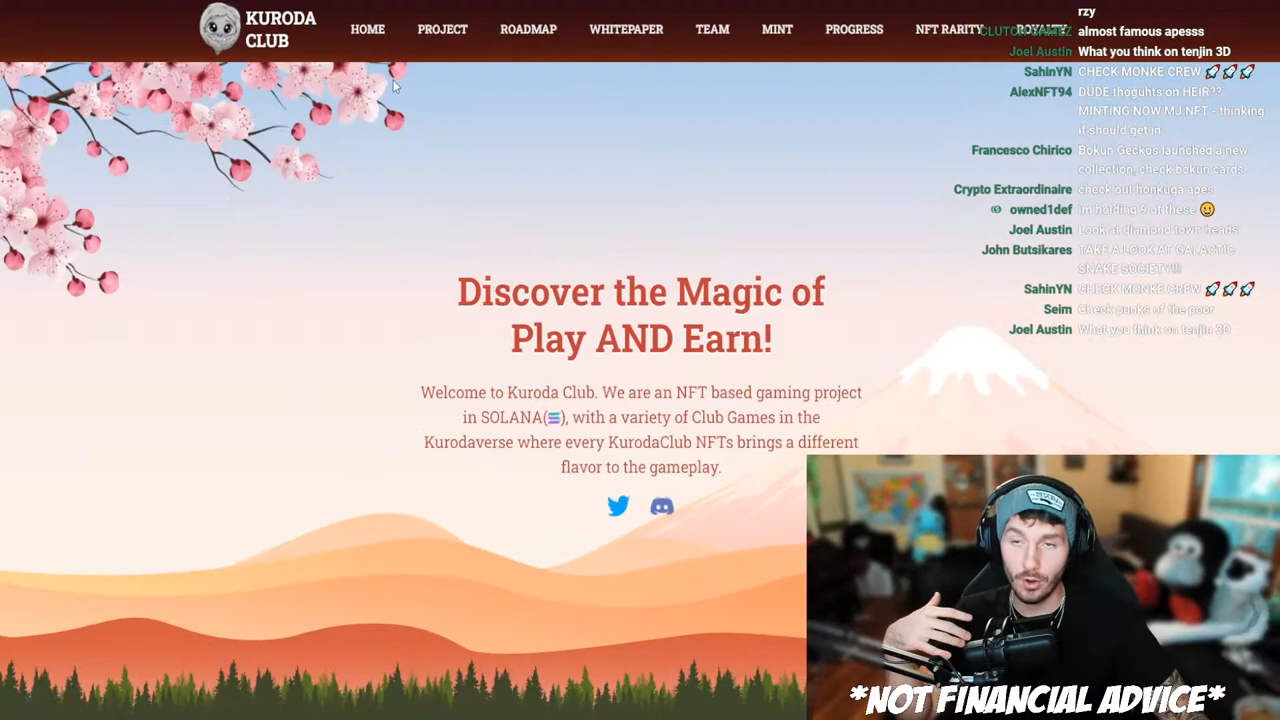 KURODA
CLUB
HOME PROJECT ROADMAP WHITEPAPER TEAM MINT PROGRESS NFT RARITY ROYALTY
rzy
CLUTCH GAMEZ almost famous apesss
Joel Austin What you think on tenjin 3D
SahinYN CHECK MONKE CREW 🚀🚀🚀
AlexNFT94 DUDE thoguhts on HEIR??
MINTING NOW MJ NFT - thinking
if should get in
Francesco Chirico Bokun Geckos launched a new
collection, check bokun cards
Crypto Extraordinaire check out honkuga apes
owned1def im holding 9 of these 🙂
Joel Austin Look at diamond town heads
John Butsikares TAKE A LOOK AT GALACTIC
SNAKE SOCIETY!!!
SahinYN CHECK MONKE CREW 🚀🚀🚀
Seim Check punks of the poor
Joel Austin What you think on tenjin 3D
Discover the Magic of
Play AND Earn!
Welcome to Kuroda Club. We are an NFT based gaming project
in SOLANA(), with a variety of Club Games in the
Kurodaverse where every KurodaClub NFTs brings a different
flavor to the gameplay.
*NOT FINANCIAL ADVICE*